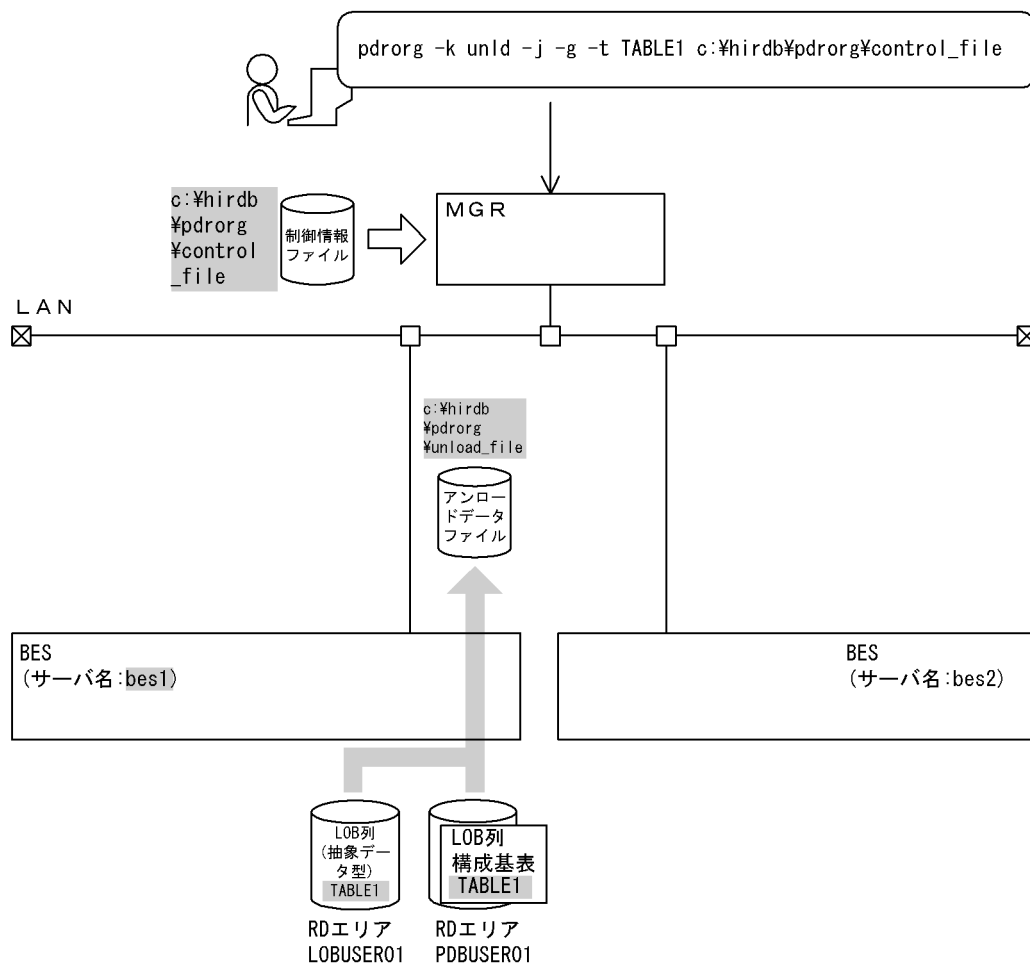 pdrorg -k unld -j -g -t TABLE1 c:¥hirdb¥pdrorg¥control_file
c:¥hirdb
¥pdrorg
¥control
_file
制御情報
ファイル
ＭＧＲ
ＬＡＮ
c:¥hirdb
¥pdrorg
¥unload_file
アンロー
ドデータ
ファイル
BES
(サーバ名:bes1)
BES
(サーバ名:bes2)
LOB列
(抽象デー
タ型)
TABLE1
LOB列
構成基表
TABLE1
RDエリア
LOBUSER01
RDエリア
PDBUSER01